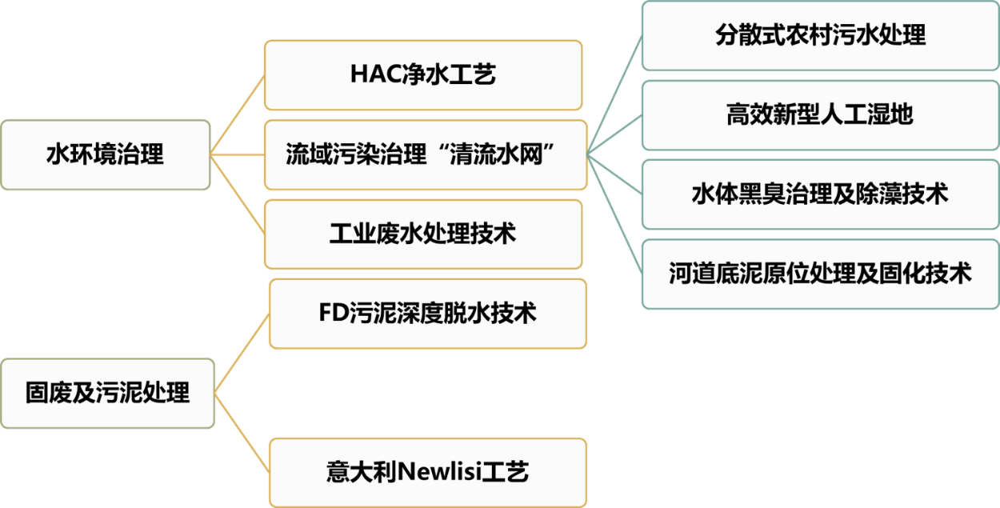 水环境治理
HAC净水工艺
流域污染治理“清流水网”
分散式农村污水处理
高效新型人工湿地
水体黑臭治理及除藻技术
河道底泥原位处理及固化技术
工业废水处理技术
固废及污泥处理
FD污泥深度脱水技术
意大利Newlisi工艺